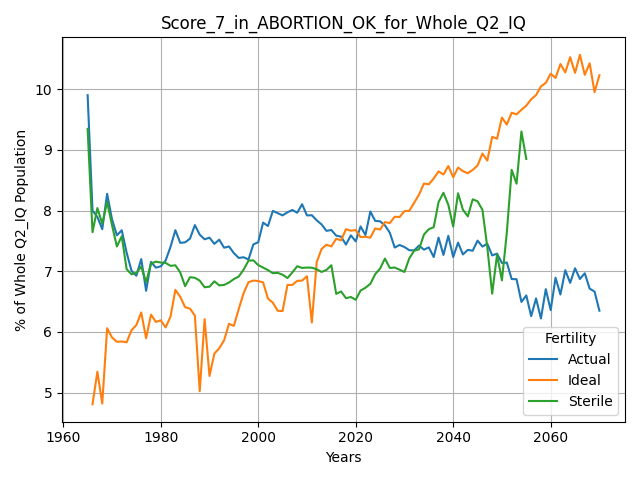 Score_7_in_ABORTION_OK_for_Whole_Q2_IQ
% of Whole Q2_IQ Population
10
9
8
7
6
5
1960
1980
2000
2020
2040
2060
Years
Fertility
Actual
Ideal
Sterile